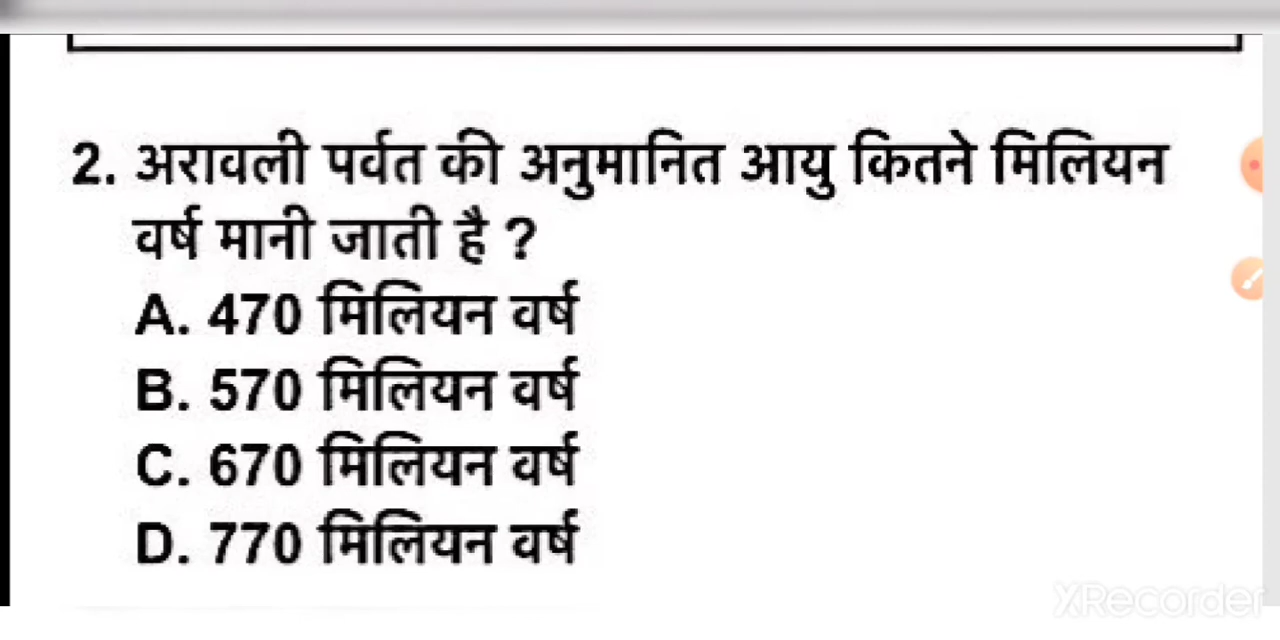 2. अरावली पर्वत की अनुमानित आयु कितने मिलियन
वर्ष मानी जाती है ?
A. 470 मिलियन वर्ष
B. 570 मिलियन वर्ष
C. 670 मिलियन वर्ष
D. 770 मिलियन वर्ष
XRecorder